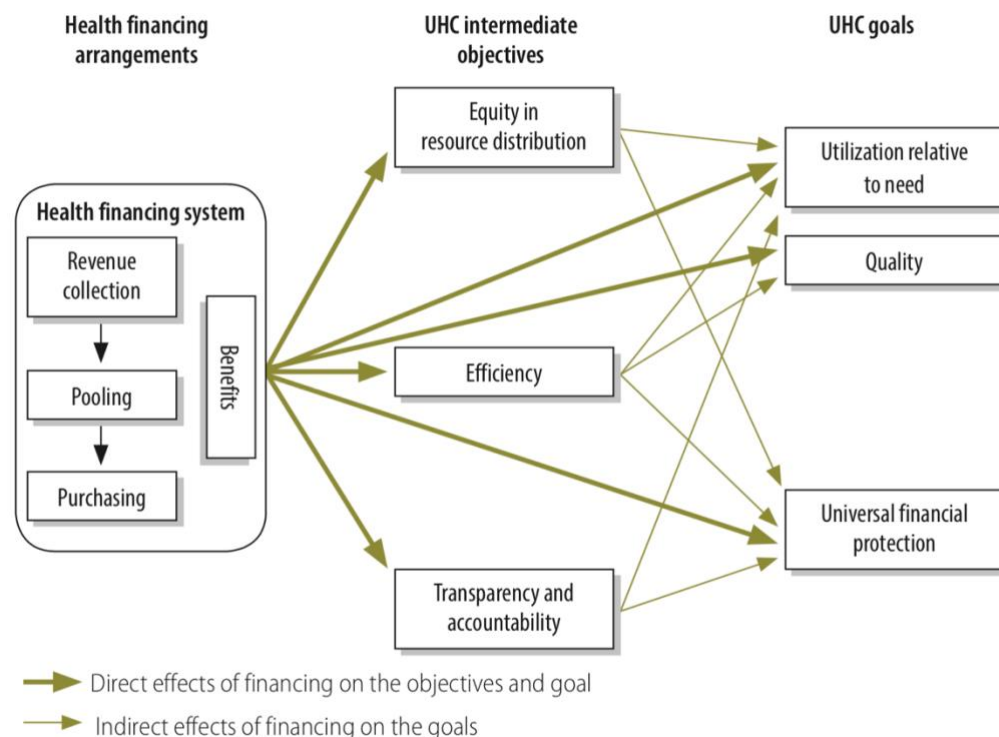 Health financing
arrangements
UHC intermediate
objectives
UHC goals
Health financing system
Revenue
collection
Pooling
Purchasing
Benefits
Equity in
resource distribution
Efficiency
Transparency and
accountability
Utilization relative
to need
Quality
Universal financial
protection
Direct effects of financing on the objectives and goal
Indirect effects of financing on the goals